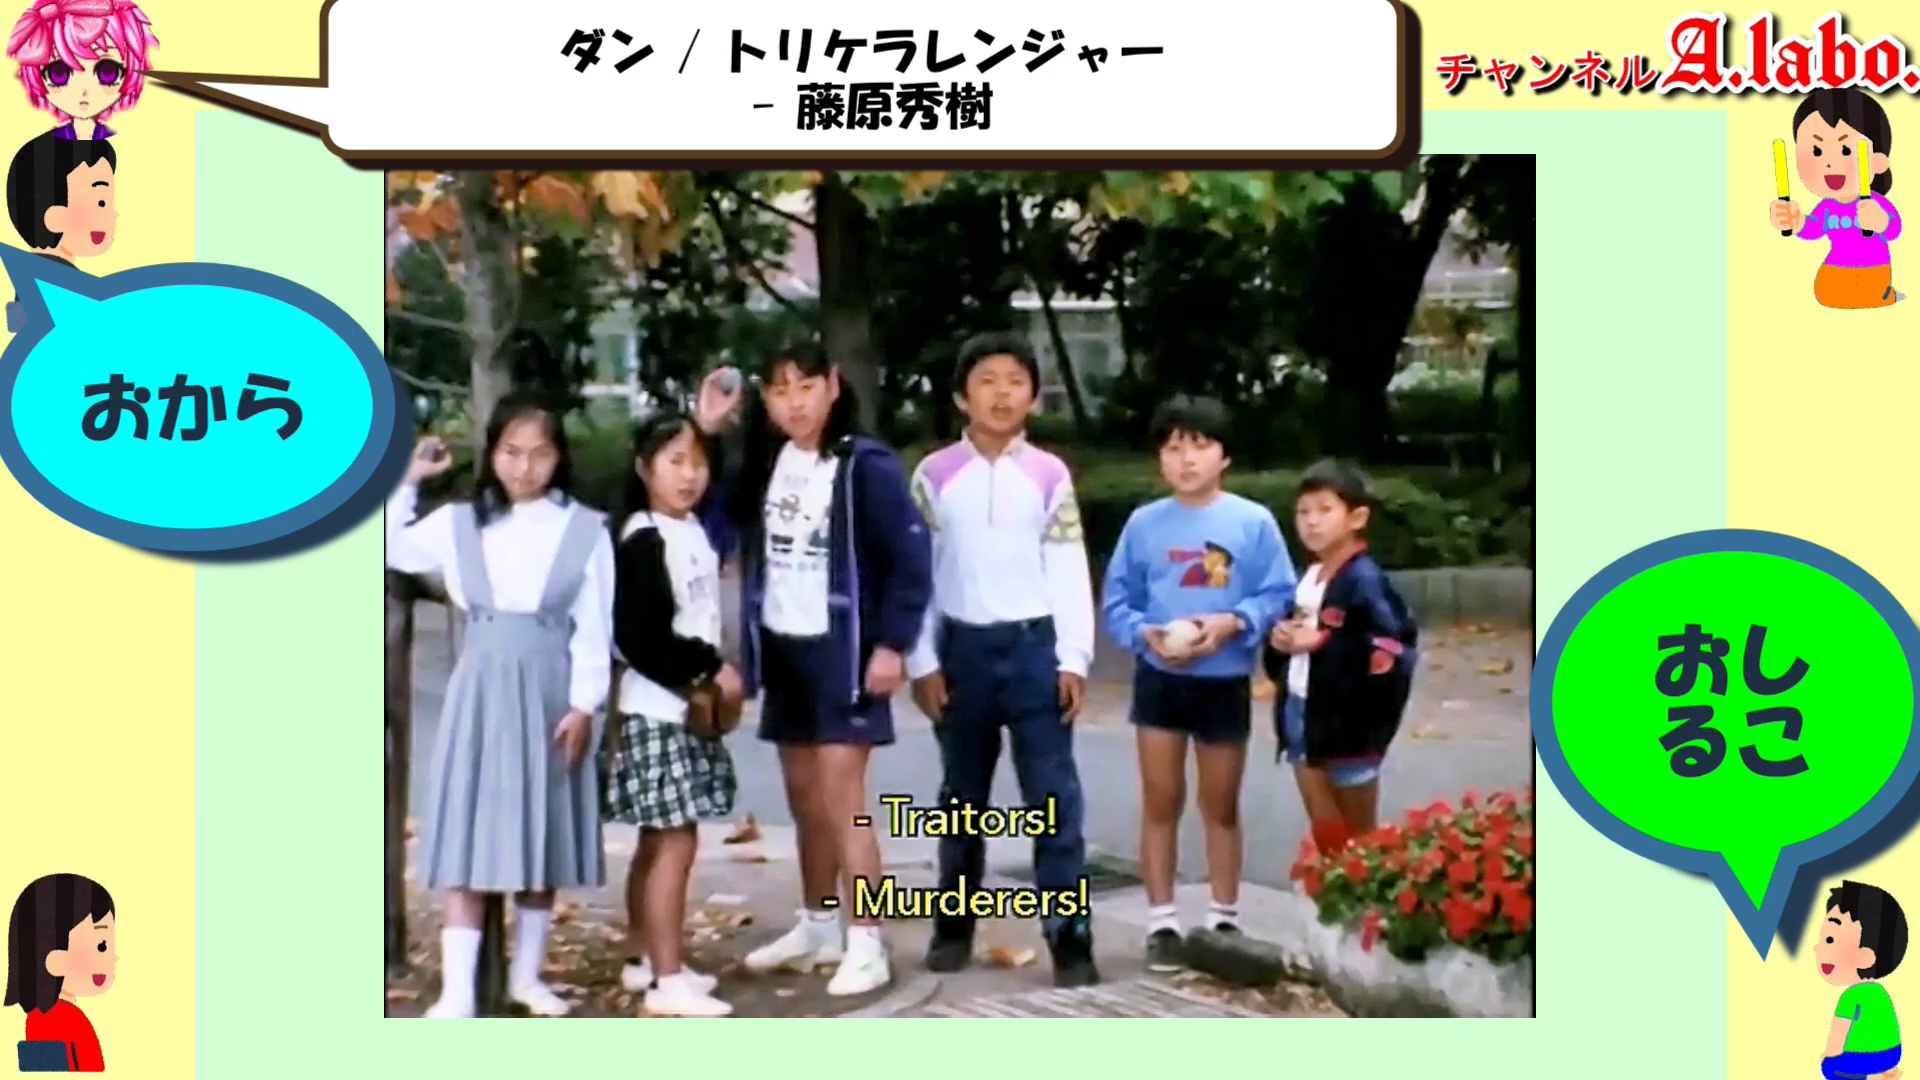 ダン / トリケラレンジャー
- 藤原秀樹
チャンネル A.labo.
おから
おし
るこ
- Traitors!
- Murderers!